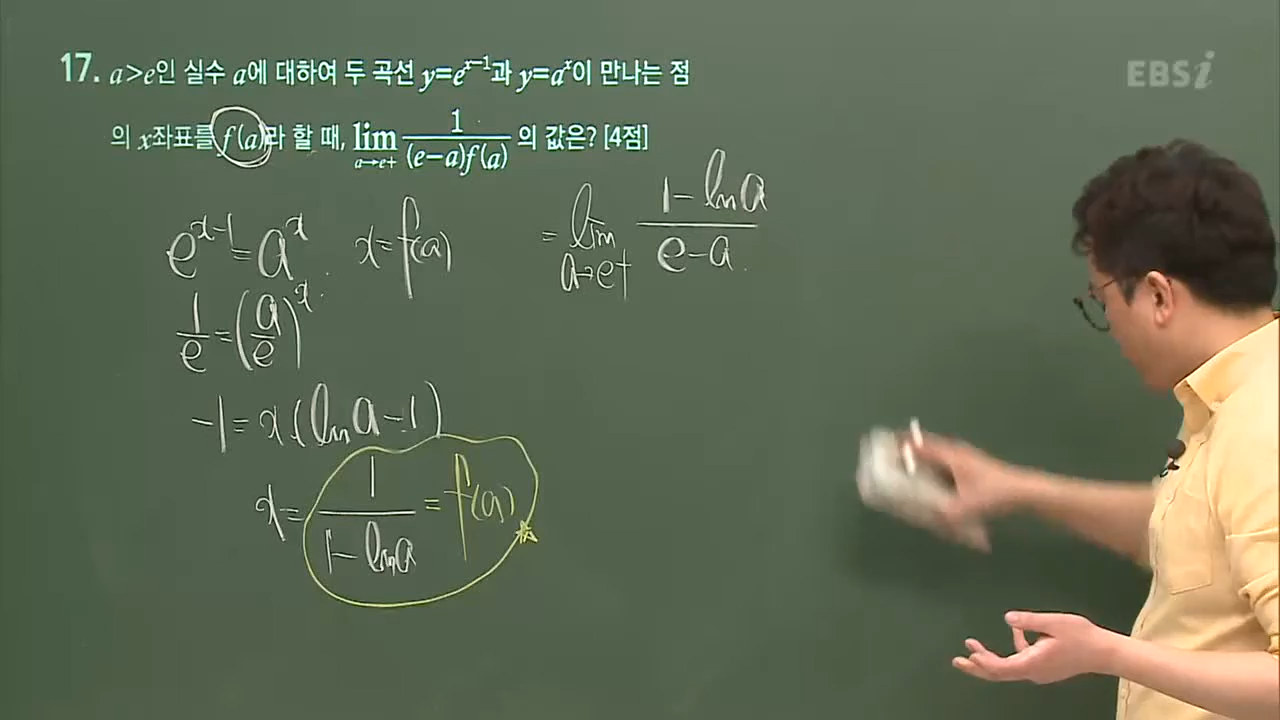 17. a>e인 실수 a에 대하여 두 곡선 y=e^{x-1}과 y=a^x이 만나는 점
의 x좌표를 f(a)라 할 때, lim_{a→e+} 1/((e-a)f(a)) 의 값은? [4점]
EBSi
e^{x-1}=a^x x=f(a)
= lim_{a→e+} (1-ln a)/(e-a)
1/e=(a/e)^x
-1=x(ln a-1)
x=1/(1-ln a)=f(a)